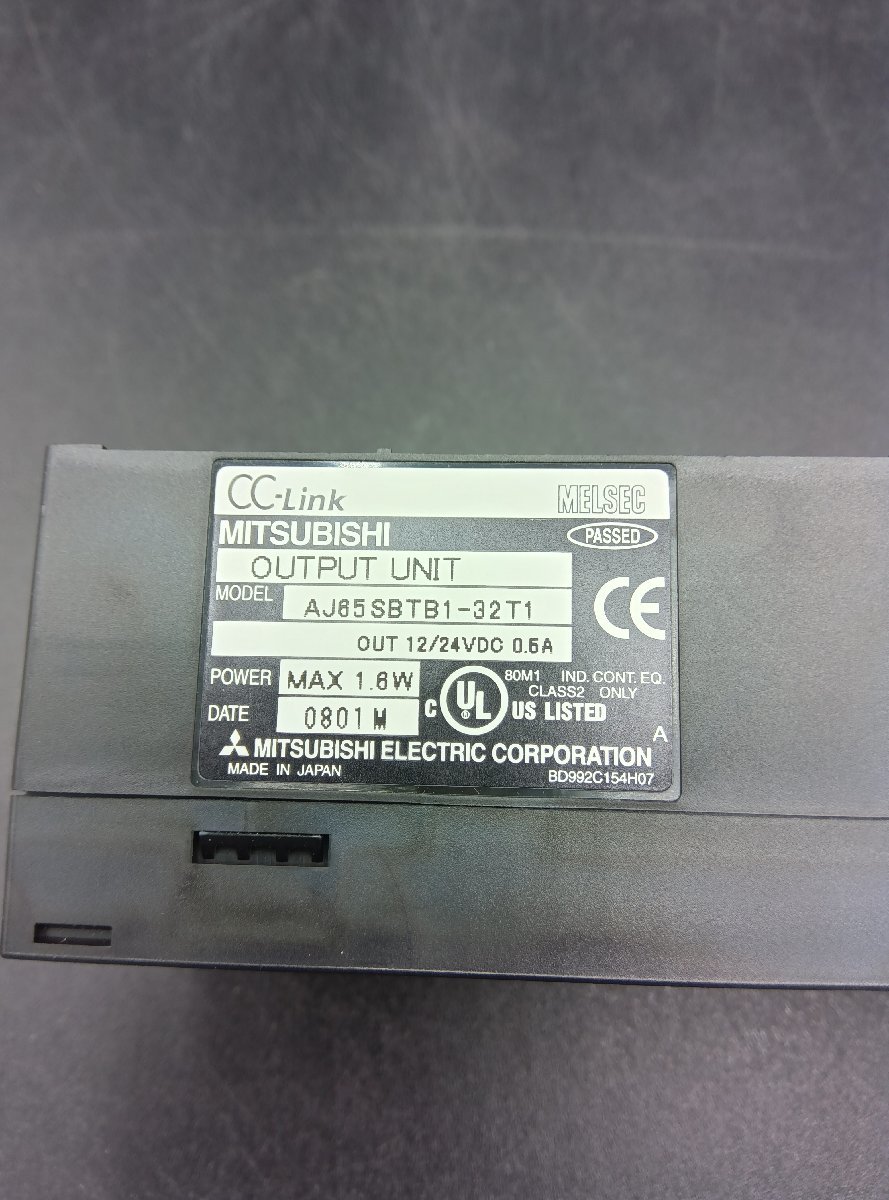 CC-Link MELSEC
MITSUBISHI PASSED
OUTPUT UNIT
MODEL AJ65SBTB1-32T1
CE
OUT 12/24VDC 0.5A
POWER MAX 1.6W
80M1 IND. CONT. EQ.
CLASS2 ONLY
DATE 0801 M
C UL ® US LISTED
A
MITSUBISHI ELECTRIC CORPORATION
MADE IN JAPAN BD992C154H07